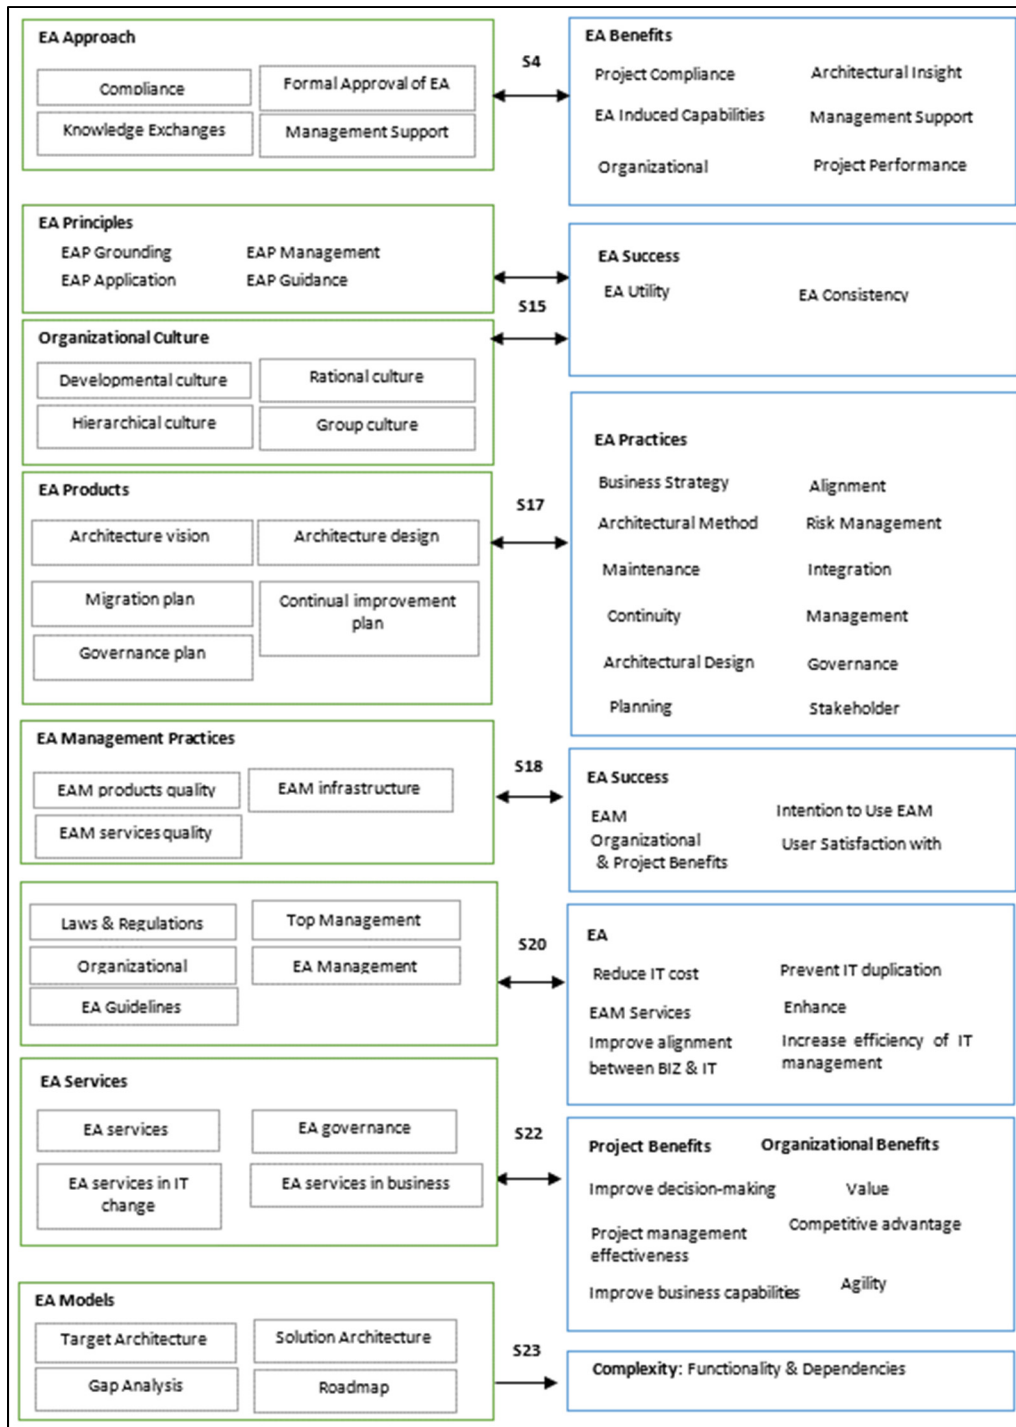 EA Approach
Compliance
Formal Approval of EA
Knowledge Exchanges
Management Support
S4
EA Benefits
Project Compliance
Architectural Insight
EA Induced Capabilities
Management Support
Organizational
Project Performance
EA Principles
EAP Grounding
EAP Management
EAP Application
EAP Guidance
EA Success
EA Utility
EA Consistency
S15
Organizational Culture
Developmental culture
Rational culture
Hierarchical culture
Group culture
EA Products
Architecture vision
Architecture design
Migration plan
Continual improvement
plan
Governance plan
S17
EA Practices
Business Strategy
Alignment
Architectural Method
Risk Management
Maintenance
Integration
Continuity
Management
Architectural Design
Governance
Planning
Stakeholder
EA Management Practices
EAM products quality
EAM infrastructure
EAM services quality
S18
EA Success
EAM
Intention to Use EAM
Organizational
& Project Benefits
User Satisfaction with
Laws & Regulations
Top Management
Organizational
EA Management
EA Guidelines
S20
EA
Reduce IT cost
Prevent IT duplication
EAM Services
Enhance
Improve alignment
between BIZ & IT
Increase efficiency of IT
management
EA Services
EA services
EA governance
EA services in IT
change
EA services in business
S22
Project Benefits
Organizational Benefits
Improve decision-making
Value
Project management
effectiveness
Competitive advantage
Improve business capabilities
Agility
EA Models
Target Architecture
Solution Architecture
Gap Analysis
Roadmap
S23
Complexity: Functionality & Dependencies